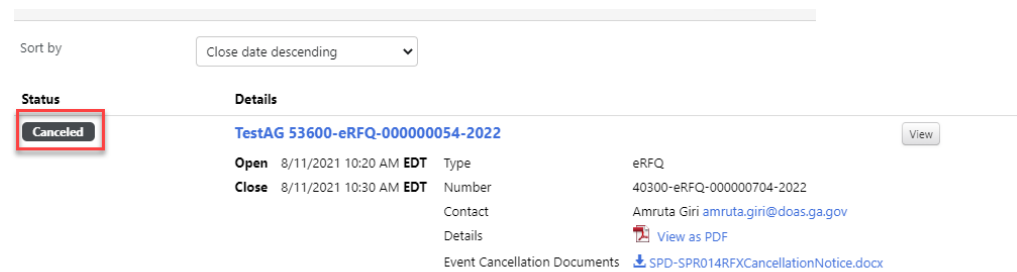 Sort by Close date descending
Status Details
Canceled TestAG 53600-eRFQ-000000054-2022 View
Open 8/11/2021 10:20 AM EDT Type eRFQ
Close 8/11/2021 10:30 AM EDT Number 40300-eRFQ-000000704-2022
Contact Amruta Giri amruta.giri@doas.ga.gov
Details View as PDF
Event Cancellation Documents SPD-SPR014RFXCancellationNotice.docx